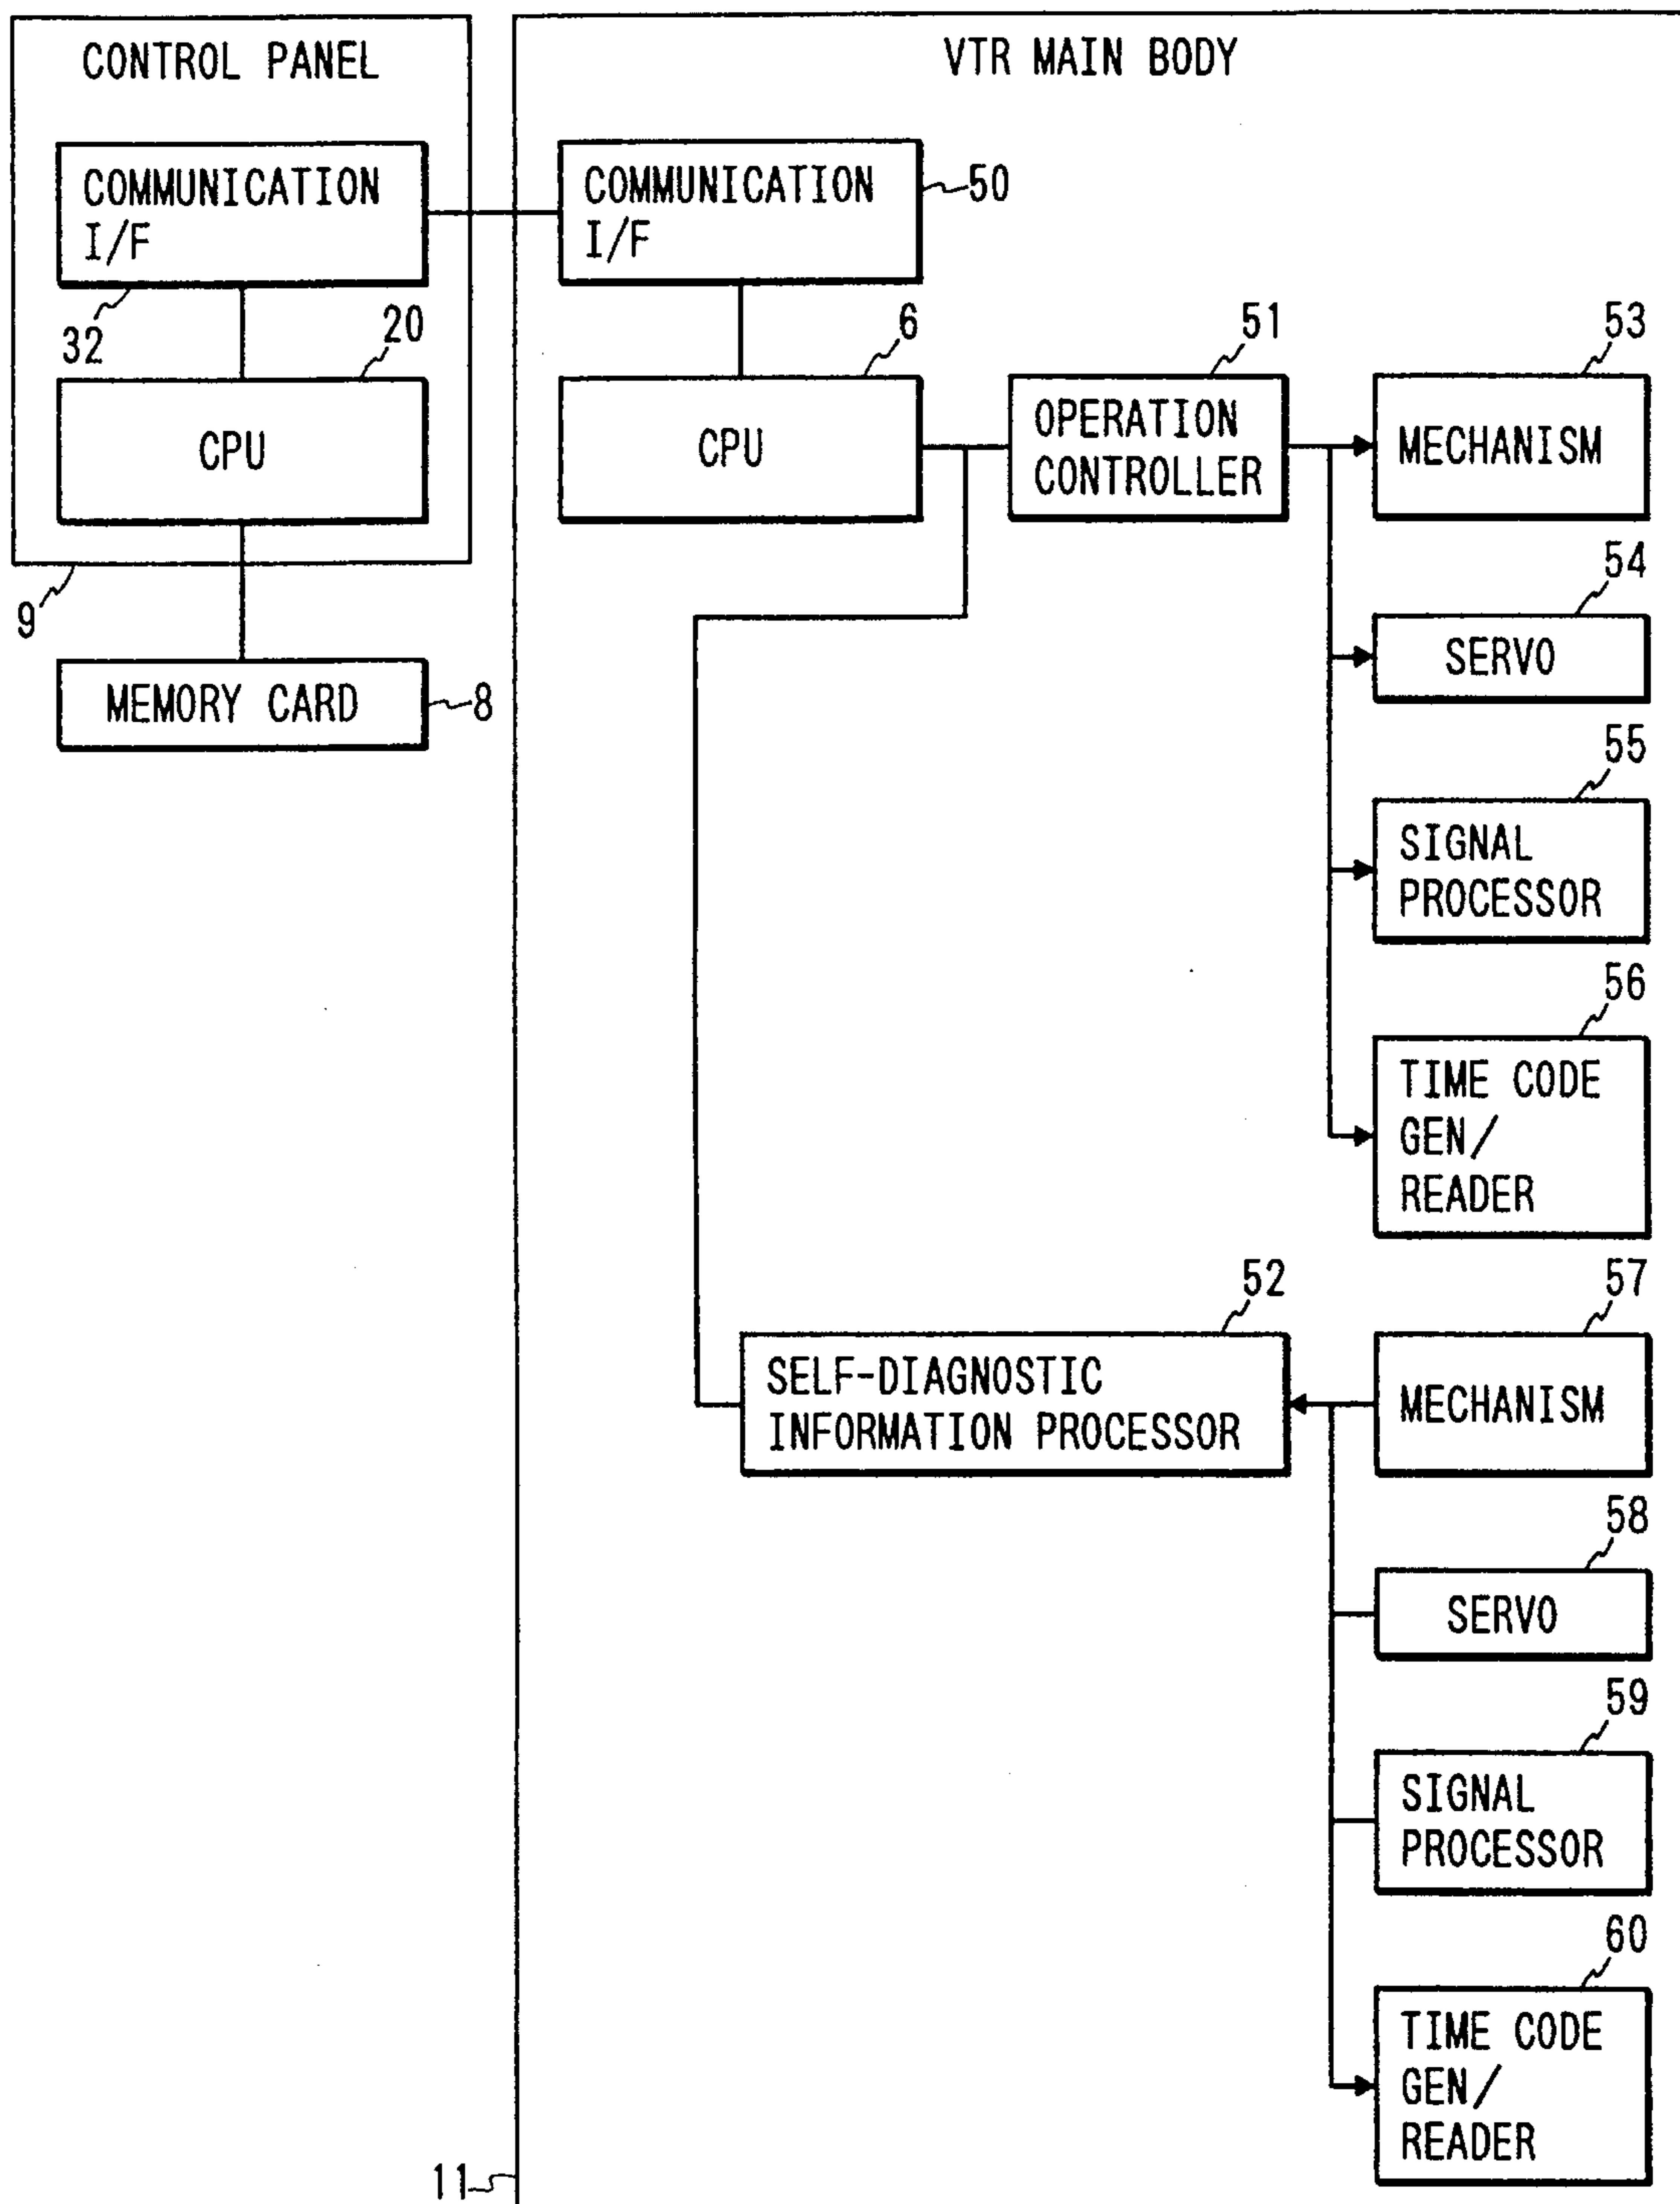 CONTROL PANEL
COMMUNICATION
I/F
32
20
CPU
9
MEMORY CARD
8
VTR MAIN BODY
COMMUNICATION
I/F
50
6
CPU
51
OPERATION
CONTROLLER
53
MECHANISM
54
SERVO
55
SIGNAL
PROCESSOR
56
TIME CODE
GEN/
READER
52
SELF-DIAGNOSTIC
INFORMATION PROCESSOR
57
MECHANISM
58
SERVO
59
SIGNAL
PROCESSOR
60
TIME CODE
GEN/
READER
11